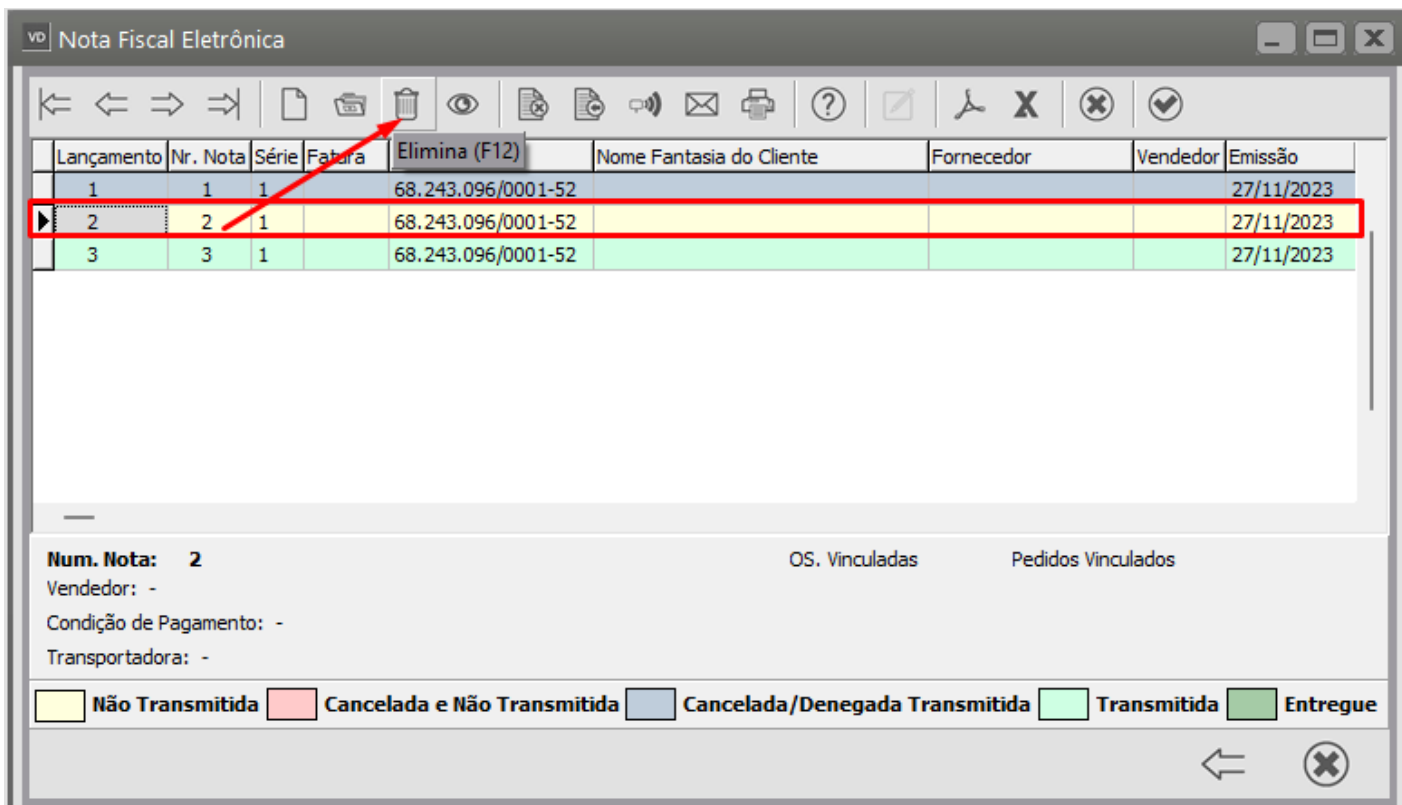 VD Nota Fiscal Eletrônica
Elimina (F12)
Lançamento Nr. Nota Série Fatura Nome Fantasia do Cliente Fornecedor Vendedor Emissão
1 1 1 68.243.096/0001-52 27/11/2023
2 2 1 68.243.096/0001-52 27/11/2023
3 3 1 68.243.096/0001-52 27/11/2023
Num. Nota: 2 OS. Vinculadas Pedidos Vinculados
Vendedor: -
Condição de Pagamento: -
Transportadora: -
Não Transmitida Cancelada e Não Transmitida Cancelada/Denegada Transmitida Transmitida Entregue